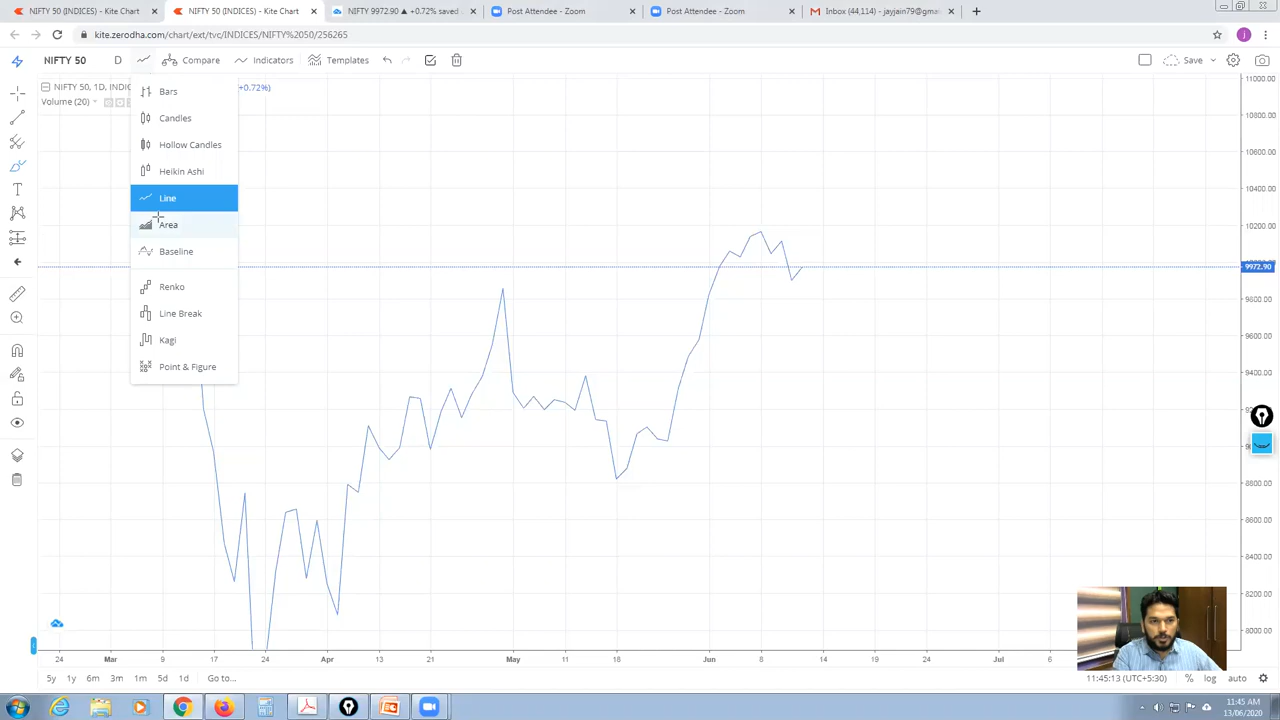 NIFTY 50 (INDICES) - Kite Chart
NIFTY 50 (INDICES) - Kite Chart
NIFTY 9972.90 ▲ +0.72% saved
Post Attendee - Zoom
Post Attendee - Zoom
Inbox (44,114) - jayjain79@gmai
kite.zerodha.com/chart/ext/tvc/INDICES/NIFTY%2050/256265
j
NIFTY 50
D
Compare
Indicators
Templates
Save
NIFTY 50, 1D, INDIC
+0.72%)
Volume (20)
Bars
Candles
Hollow Candles
Heikin Ashi
Line
Area
Baseline
Renko
Line Break
Kagi
Point & Figure
T
11000.00
10800.00
10600.00
10400.00
10200.00
9972.90
9600.00
9400.00
8800.00
8600.00
8400.00
8200.00
8000.00
24 Mar 9 17 24 Apr 13 21 May 11 18 Jun 8 14 19 24 Jul 6
5y 1y 6m 3m 1m 5d 1d Go to...
11:45:13 (UTC+5:30) % log auto
11:45 AM
13/06/2020